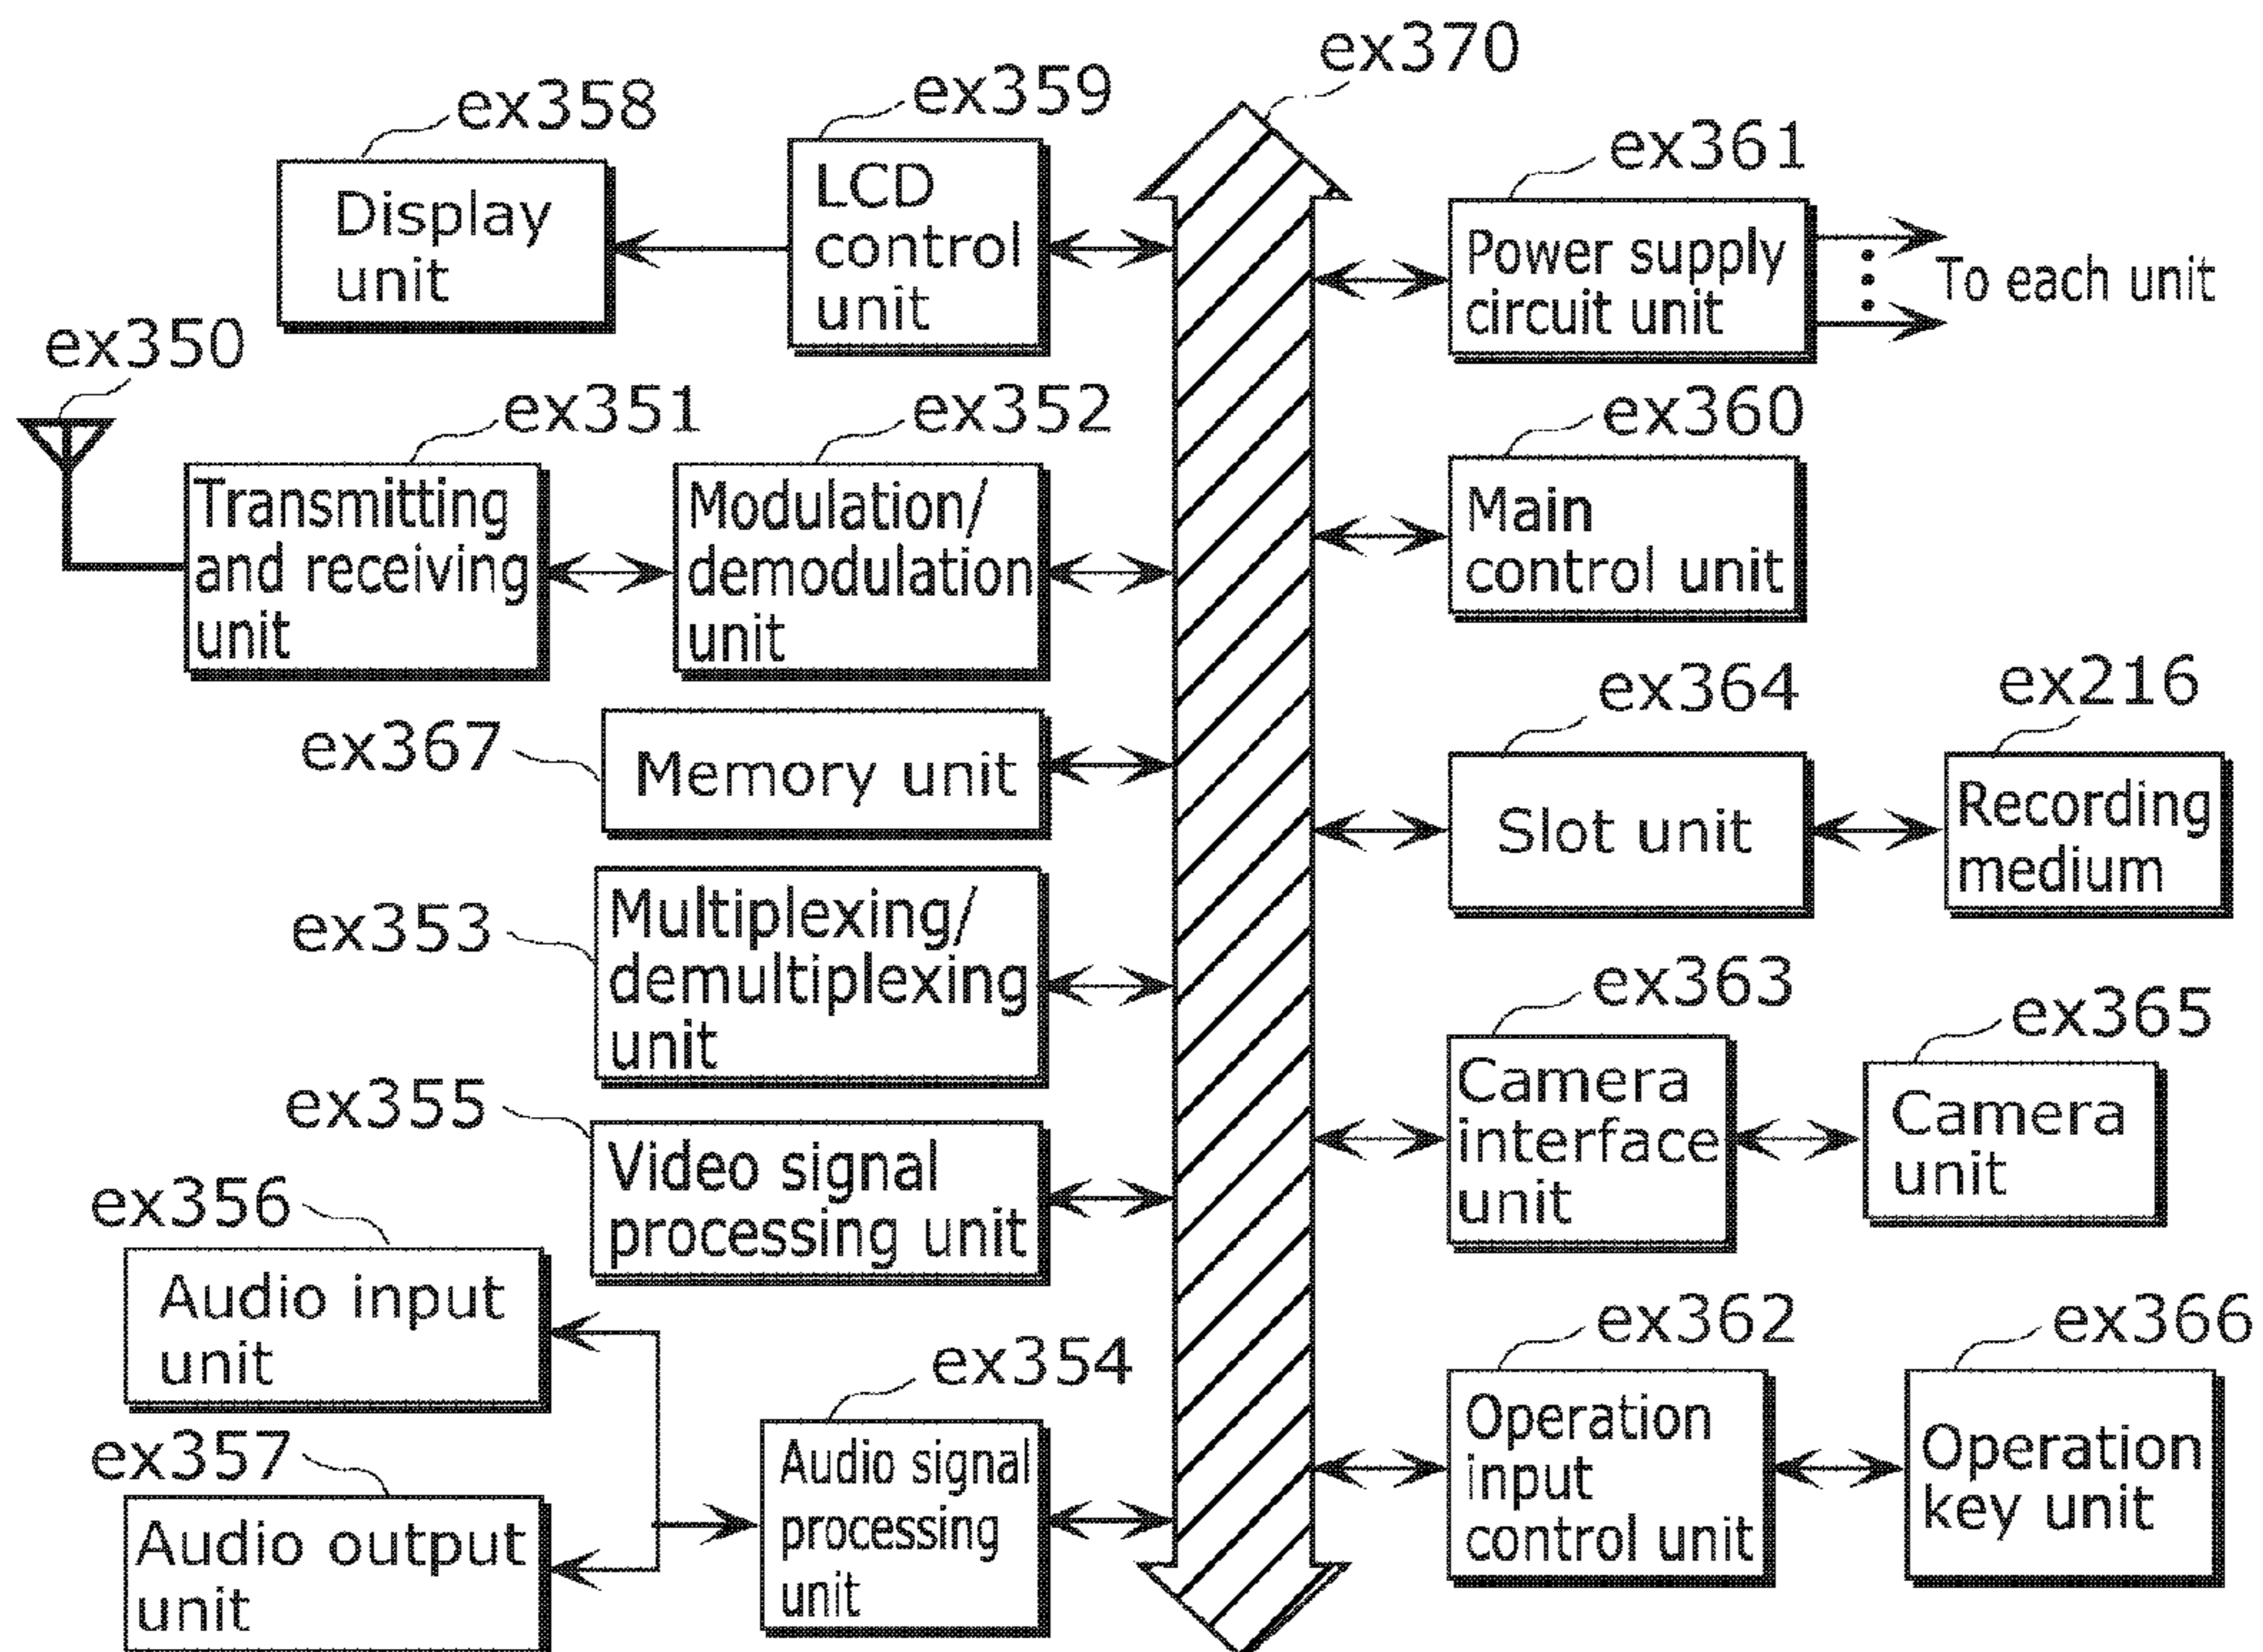 ex370
ex358
ex359
Display
unit
LCD
control
unit
ex361
Power supply
circuit unit
To each unit
ex350
ex351
ex352
Transmitting
and receiving
unit
Modulation/
demodulation
unit
ex360
Main
control unit
ex367
Memory unit
ex364
ex216
Slot unit
Recording
medium
ex353
Multiplexing/
demultiplexing
unit
ex363
ex365
Camera
interface
unit
Camera
unit
ex355
Video signal
processing unit
ex356
Audio input
unit
ex357
Audio output
unit
ex354
Audio signal
processing
unit
ex362
ex366
Operation
input
control unit
Operation
key unit